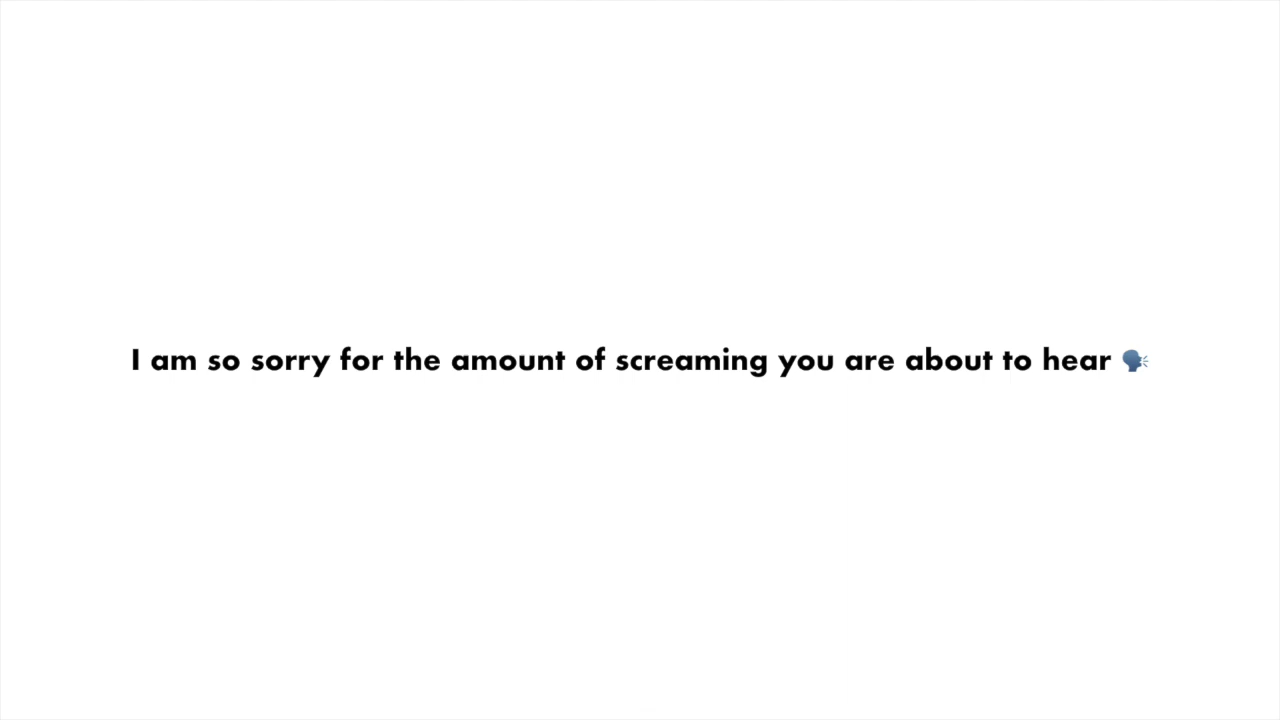 I am so sorry for the amount of screaming you are about to hear 🗣️